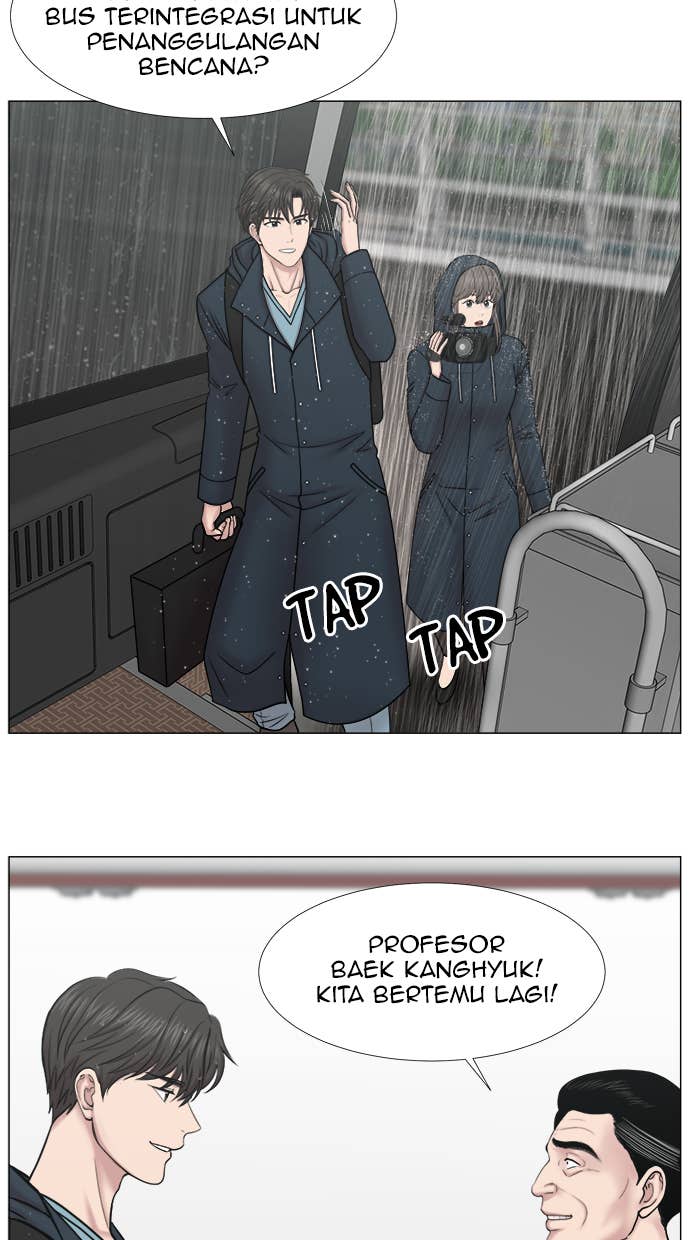 BUS TERINTEGRASI UNTUK
PENANGGULANGAN
BENCANA?
TAP
TAP
PROFESOR
BAEK KANGHYUK!
KITA BERTEMU LAGI!